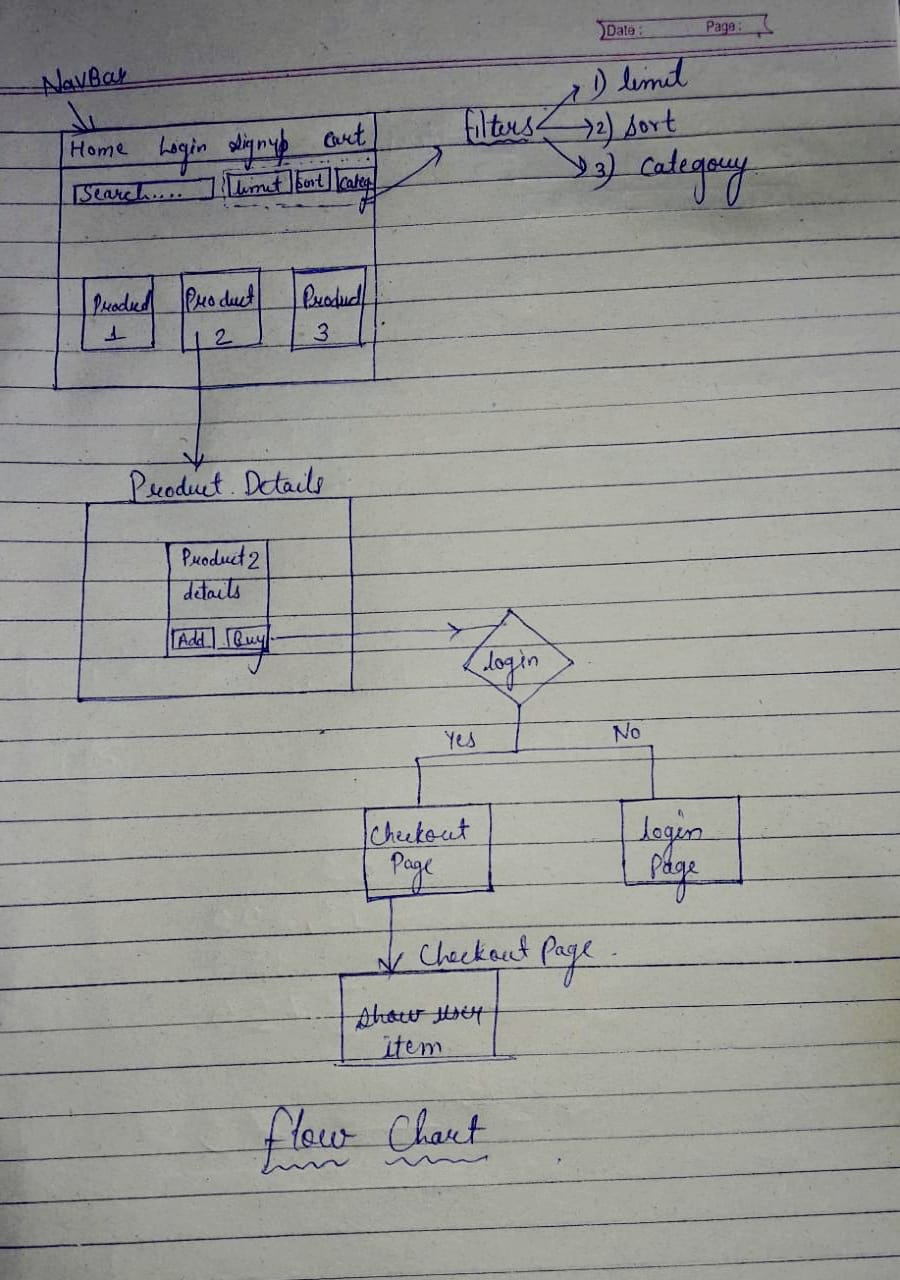 Date: Page:
NavBar
1) limit
Filters 2) sort
3) Category
Home Login Signup Cart
Search.... limit sort categ
Product 1
Product 2
Product 3
Product Details
Product 2
details
Add Buy
login
Yes No
Checkout
Page
login
Page
Checkout Page.
show user
item
flow Chart